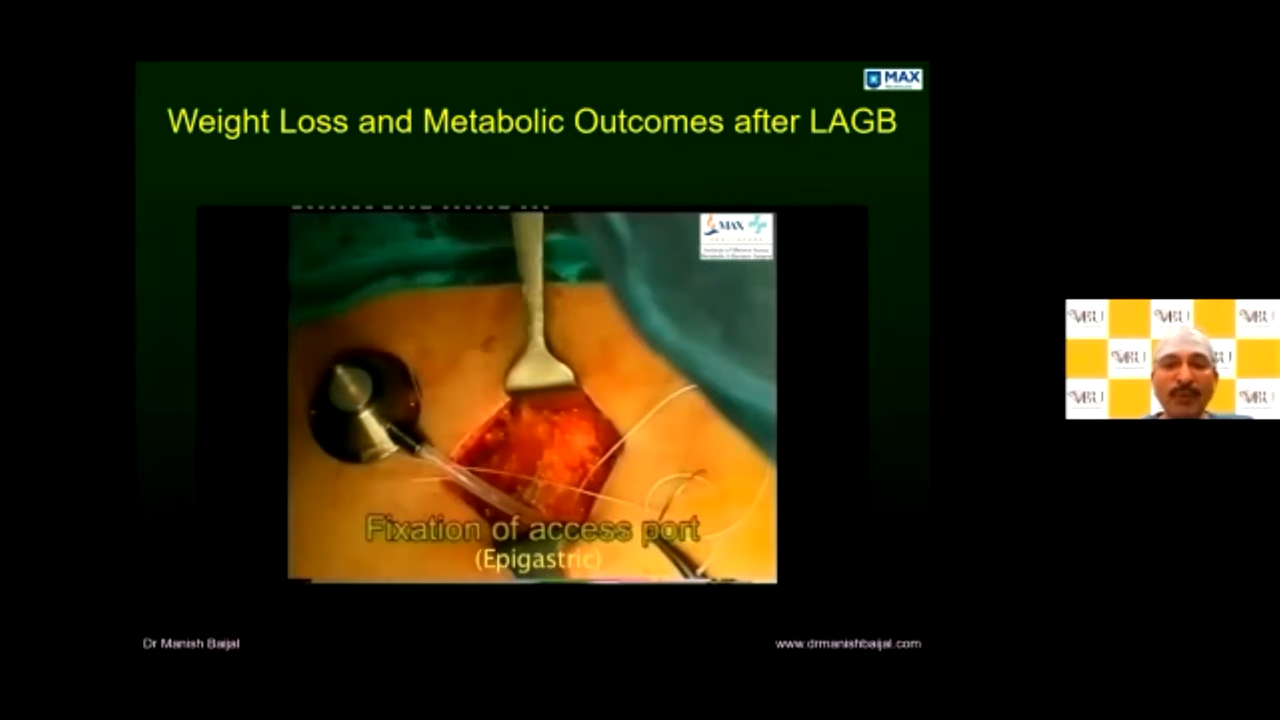 MAX
Weight Loss and Metabolic Outcomes after LAGB
MAX
Fixation of access port
(Epigastric)
Dr Manish Baijal
www.drmanishbaijal.com